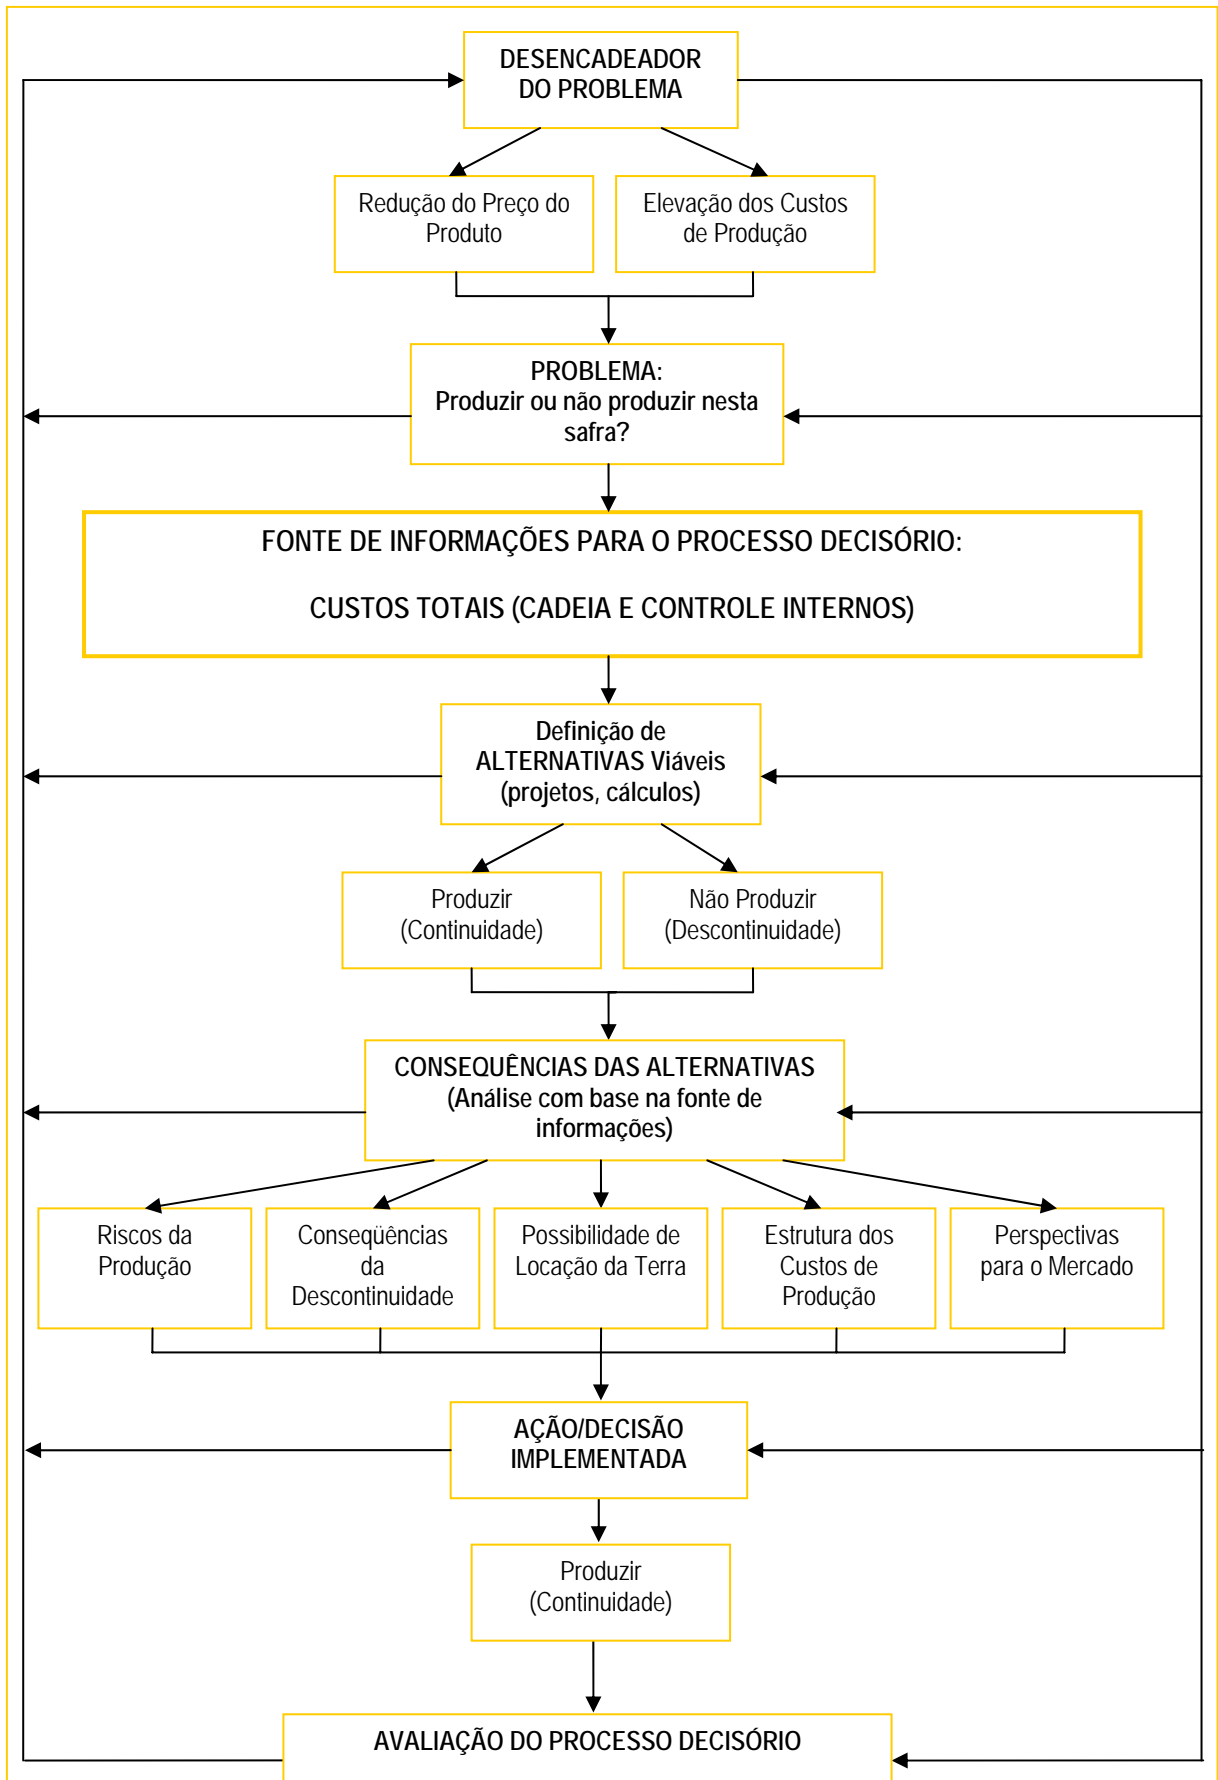 DESENCADEADOR
DO PROBLEMA
Redução do Preço do
Produto
Elevação dos Custos
de Produção
PROBLEMA:
Produzir ou não produzir nesta
safra?
FONTE DE INFORMAÇÕES PARA O PROCESSO DECISÓRIO:
CUSTOS TOTAIS (CADEIA E CONTROLE INTERNOS)
Definição de
ALTERNATIVAS Viáveis
(projetos, cálculos)
Produzir
(Continuidade)
Não Produzir
(Descontinuidade)
CONSEQUÊNCIAS DAS ALTERNATIVAS
(Análise com base na fonte de
informações)
Riscos da
Produção
Conseqüências
da
Descontinuidade
Possibilidade de
Locação da Terra
Estrutura dos
Custos de
Produção
Perspectivas
para o Mercado
AÇÃO/DECISÃO
IMPLEMENTADA
Produzir
(Continuidade)
AVALIAÇÃO DO PROCESSO DECISÓRIO